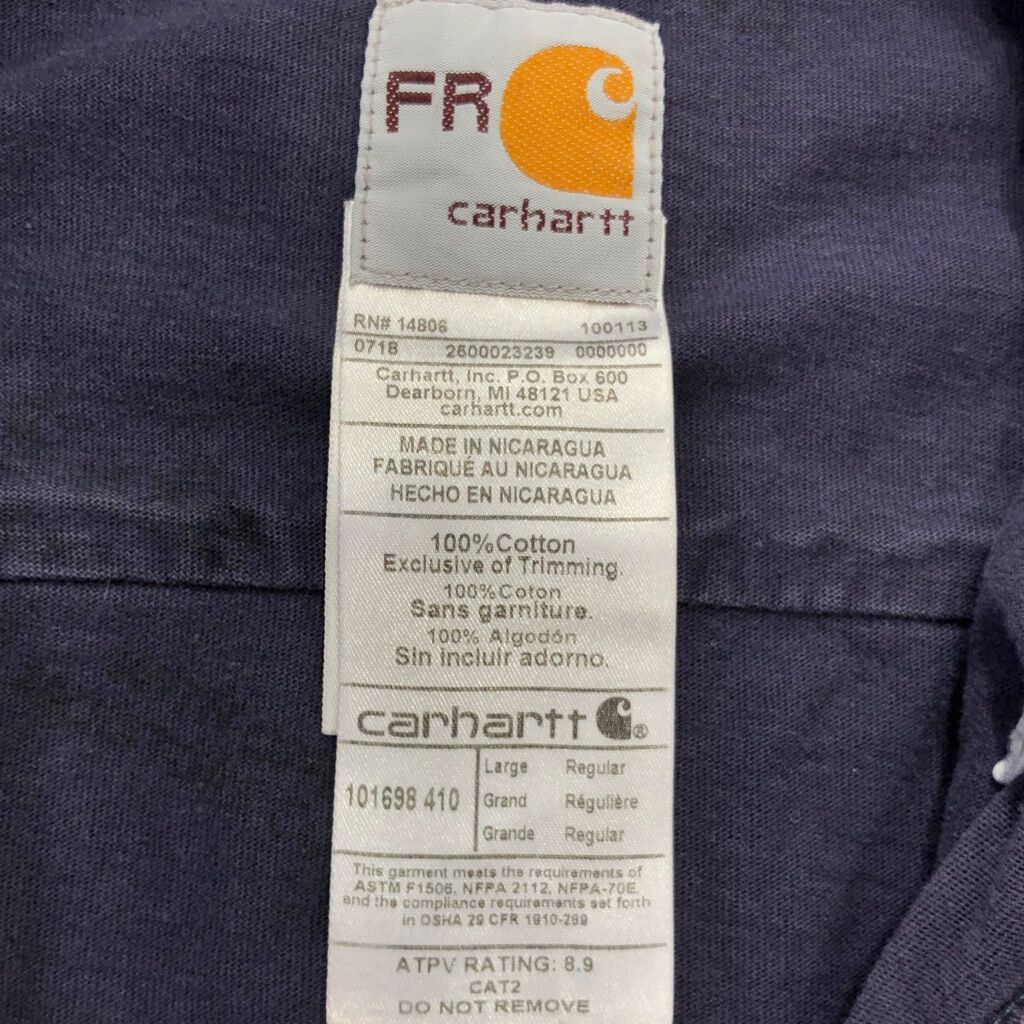 FR
carhartt
RN# 14806 100113
0718 2500023239 0000000
Carhartt, Inc. P.O. Box 600
Dearborn, MI 48121 USA
carhartt.com
MADE IN NICARAGUA
FABRIQUÉ AU NICARAGUA
HECHO EN NICARAGUA
100%Cotton
Exclusive of Trimming.
100%Coton
Sans garniture.
100% Algodón
Sin incluir adorno.
carhartt ®
101698 410
Large Regular
Grand Régulière
Grande Regular
This garment meets the requirements of
ASTM F1506, NFPA 2112, NFPA-70E,
and the compliance requirements set forth
in OSHA 29 CFR 1910-269
ATPV RATING: 8.9
CAT2
DO NOT REMOVE